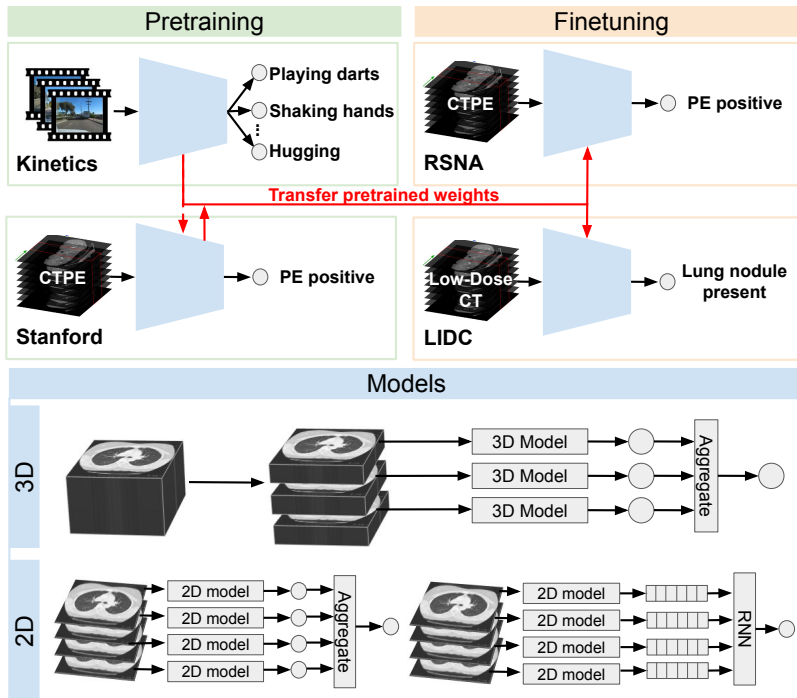 Pretraining
Finetuning
Playing darts
Shaking hands
...
Hugging
Kinetics
CTPE
PE positive
RSNA
Transfer pretrained weights
CTPE
PE positive
Stanford
Low-Dose
CT
Lung nodule
present
LIDC
Models
3D
3D Model
3D Model
3D Model
Aggregate
2D
2D model
2D model
2D model
2D model
Aggregate
2D model
2D model
2D model
2D model
RNN